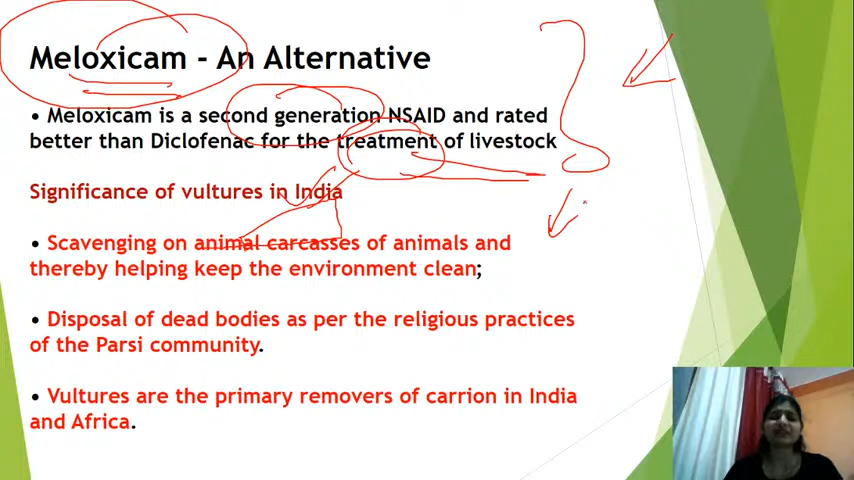 Meloxicam - An Alternative
• Meloxicam is a second generation NSAID and rated
better than Diclofenac for the treatment of livestock
Significance of vultures in India
• Scavenging on animal carcasses of animals and
thereby helping keep the environment clean;
• Disposal of dead bodies as per the religious practices
of the Parsi community.
• Vultures are the primary removers of carrion in India
and Africa.